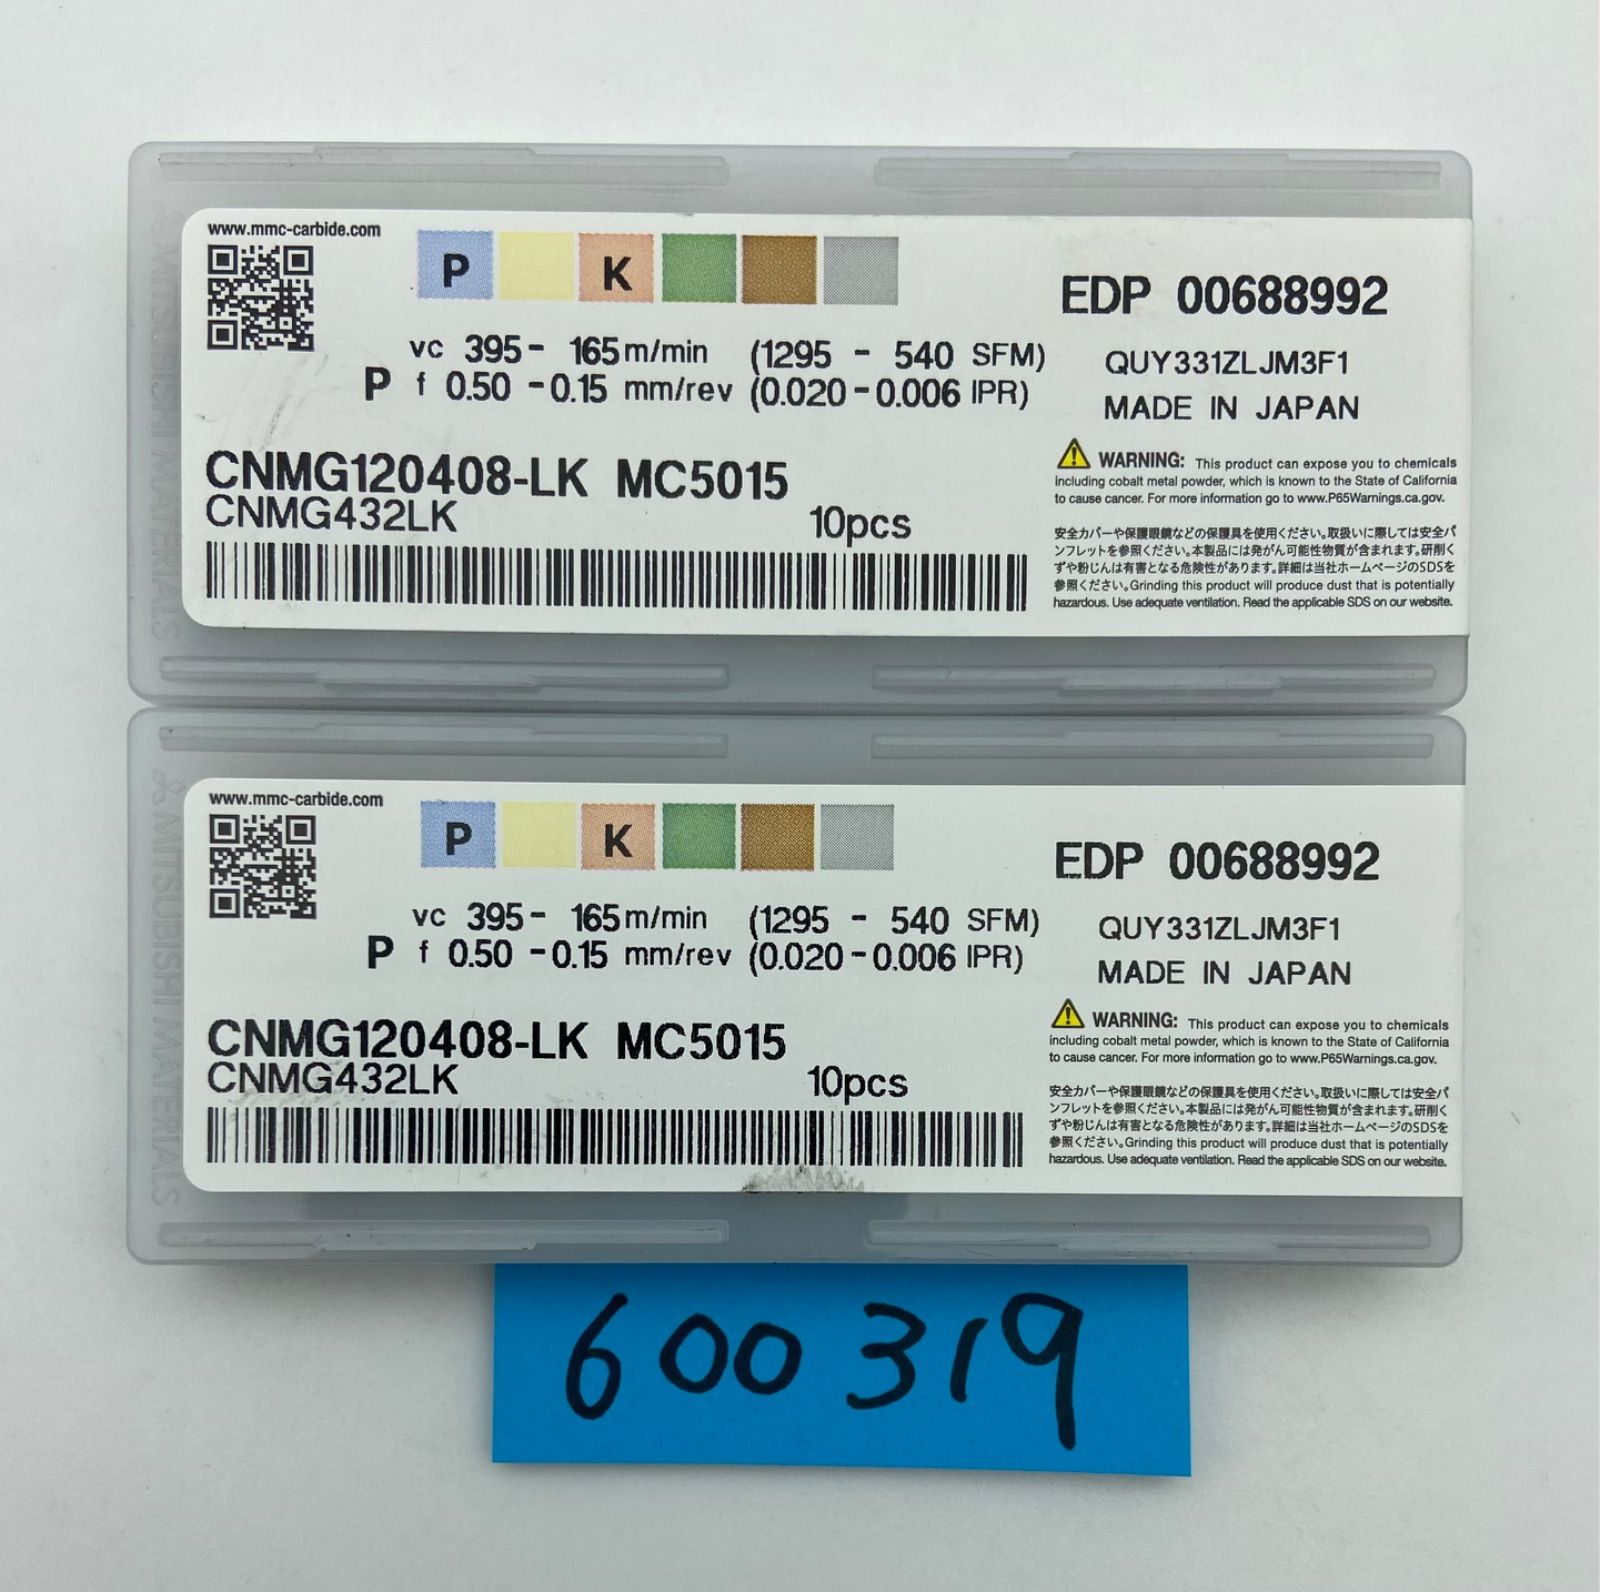 www.mmc-carbide.com
P K
vc 395- 165m/min (1295 - 540 SFM)
P f 0.50 -0.15 mm/rev (0.020-0.006 IPR)
CNMG120408-LK MC5015
CNMG432LK
10pcs
EDP 00688992
QUY331ZLJM3F1
MADE IN JAPAN
WARNING: This product can expose you to chemicals
including cobalt metal powder, which is known to the State of California
to cause cancer. For more information go to www.P65Warnings.ca.gov.
安全カバーや保護眼鏡などの保護具を使用ください。取扱いに際しては安全パ
ンフレットを参照ください。本製品には発がん可能性物質が含まれます。研削く
ずや粉じんは有害となる危険性があります。詳細は当社ホームページのSDSを
参照ください。Grinding this product will produce dust that is potentially
hazardous. Use adequate ventilation. Read the applicable SDS on our website.
MITSUBISHI MATERIALS
www.mmc-carbide.com
P K
vc 395- 165m/min (1295 - 540 SFM)
P f 0.50 -0.15 mm/rev (0.020-0.006 IPR)
CNMG120408-LK MC5015
CNMG432LK
10pcs
EDP 00688992
QUY331ZLJM3F1
MADE IN JAPAN
WARNING: This product can expose you to chemicals
including cobalt metal powder, which is known to the State of California
to cause cancer. For more information go to www.P65Warnings.ca.gov.
安全カバーや保護眼鏡などの保護具を使用ください。取扱いに際しては安全パ
ンフレットを参照ください。本製品には発がん可能性物質が含まれます。研削く
ずや粉じんは有害となる危険性があります。詳細は当社ホームページのSDSを
参照ください。Grinding this product will produce dust that is potentially
hazardous. Use adequate ventilation. Read the applicable SDS on our website.
MITSUBISHI MATERIALS
600319